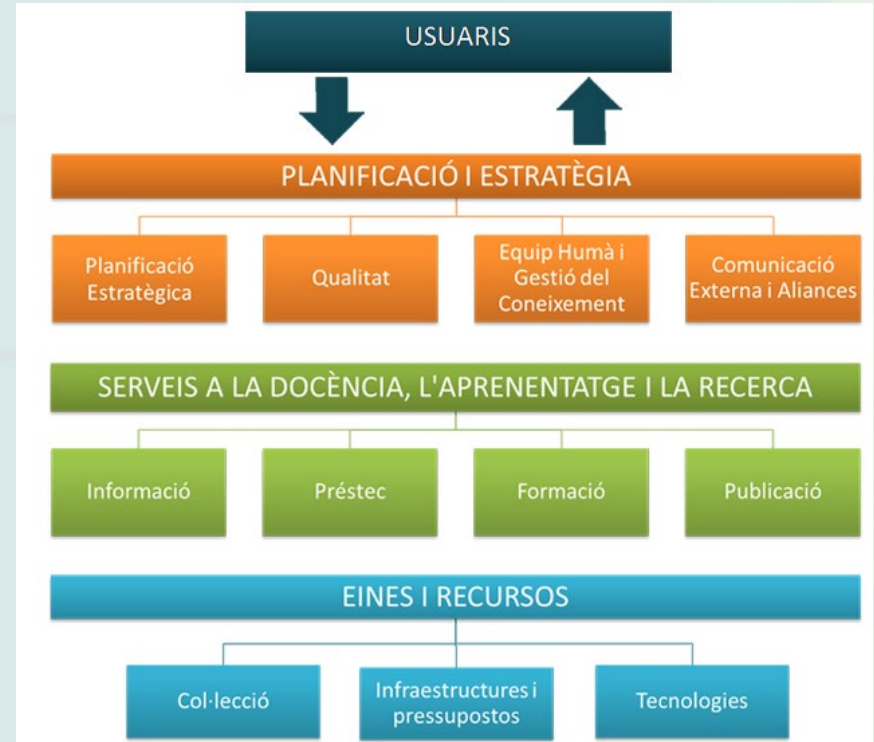 USUARIS
PLANIFICACIÓ I ESTRATÈGIA
Planificació
Estratègica
Qualitat
Equip Humà i
Gestió del
Coneixement
Comunicació
Externa i Aliances
SERVEIS A LA DOCÈNCIA, L'APRENENTATGE I LA RECERCA
Informació
Préstec
Formació
Publicació
EINES I RECURSOS
Col·lecció
Infraestructures i
pressupostos
Tecnologies